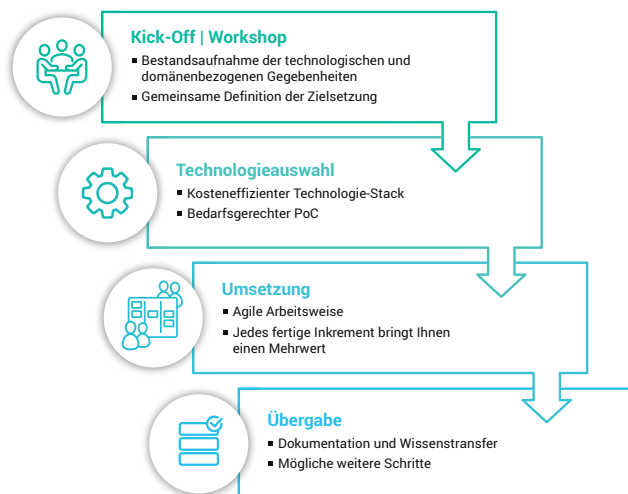 Kick-Off | Workshop
▪ Bestandsaufnahme der technologischen und
domänenbezogenen Gegebenheiten
▪ Gemeinsame Definition der Zielsetzung
Technologieauswahl
▪ Kosteneffizienter Technologie-Stack
▪ Bedarfsgerechter PoC
Umsetzung
▪ Agile Arbeitsweise
▪ Jedes fertige Inkrement bringt Ihnen
einen Mehrwert
Übergabe
▪ Dokumentation und Wissenstransfer
▪ Mögliche weitere Schritte